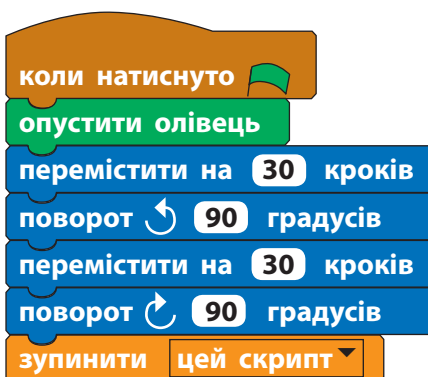 коли натиснуто
опустити олівець
перемістити на 30 кроків
поворот 90 градусів
перемістити на 30 кроків
поворот 90 градусів
зупинити цей скрипт